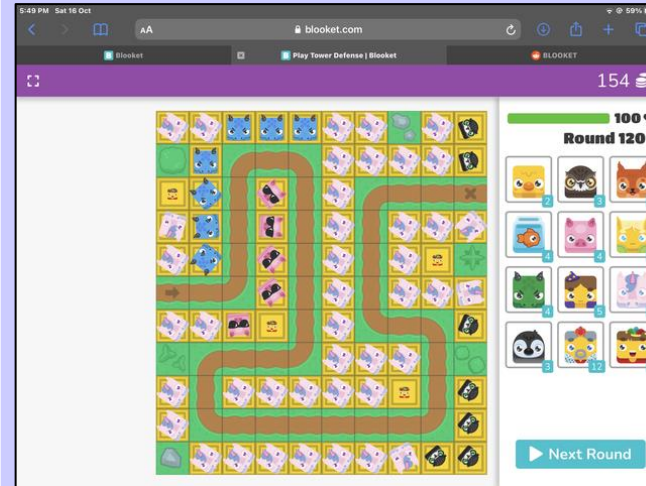 5:49 PM Sat 16 Oct
59%
AA
blooket.com
Blooket
Play Tower Defense | Blooket
BLOOKET
154
100
Round 120
2
3
4
4
4
5
3
12
Next Round